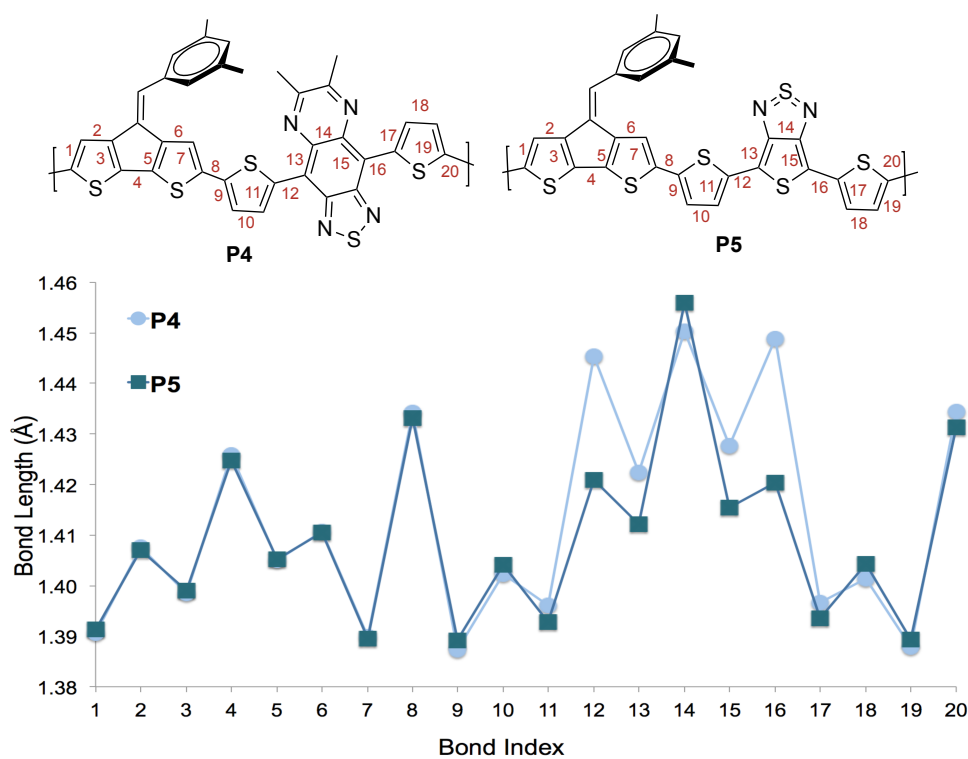 S
N N
N N
18
14
17
2 6 1 3 5 7
13 15 19
S S 4
8 S 9 11 10 12
16 S 20
N N
S
P4
S
N N
14
2 6 1 3 5 7
S S 4
8 S 9 11 10 12
13 15 S 16
20 17 S 19 18
P5
1.46
P4
1.45
P5
1.44
1.43
1.42
1.41
1.40
1.39
1.38
Bond Length (Å)
1 2 3 4 5 6 7 8 9 10 11 12 13 14 15 16 17 18 19 20
Bond Index